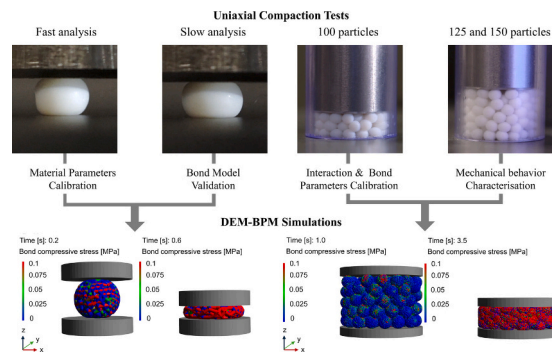 Uniaxial Compaction Tests
Fast analysis
Slow analysis
100 particles
125 and 150 particles
Material Parameters
Calibration
Bond Model
Validation
Interaction & Bond
Parameters Calibration
Mechanical behavior
Characterisation
DEM-BPM Simulations
Time [s]: 0.2
Bond compressive stress [MPa]
0.1
0.075
0.05
0.025
0
z
y
x
Time [s]: 0.6
Bond compressive stress [MPa]
0.1
0.075
0.05
0.025
0
Time [s]: 1.0
Bond compressive stress [MPa]
0.1
0.075
0.05
0.025
0
z
y
x
Time [s]: 3.5
Bond compressive stress [MPa]
0.1
0.075
0.05
0.025
0